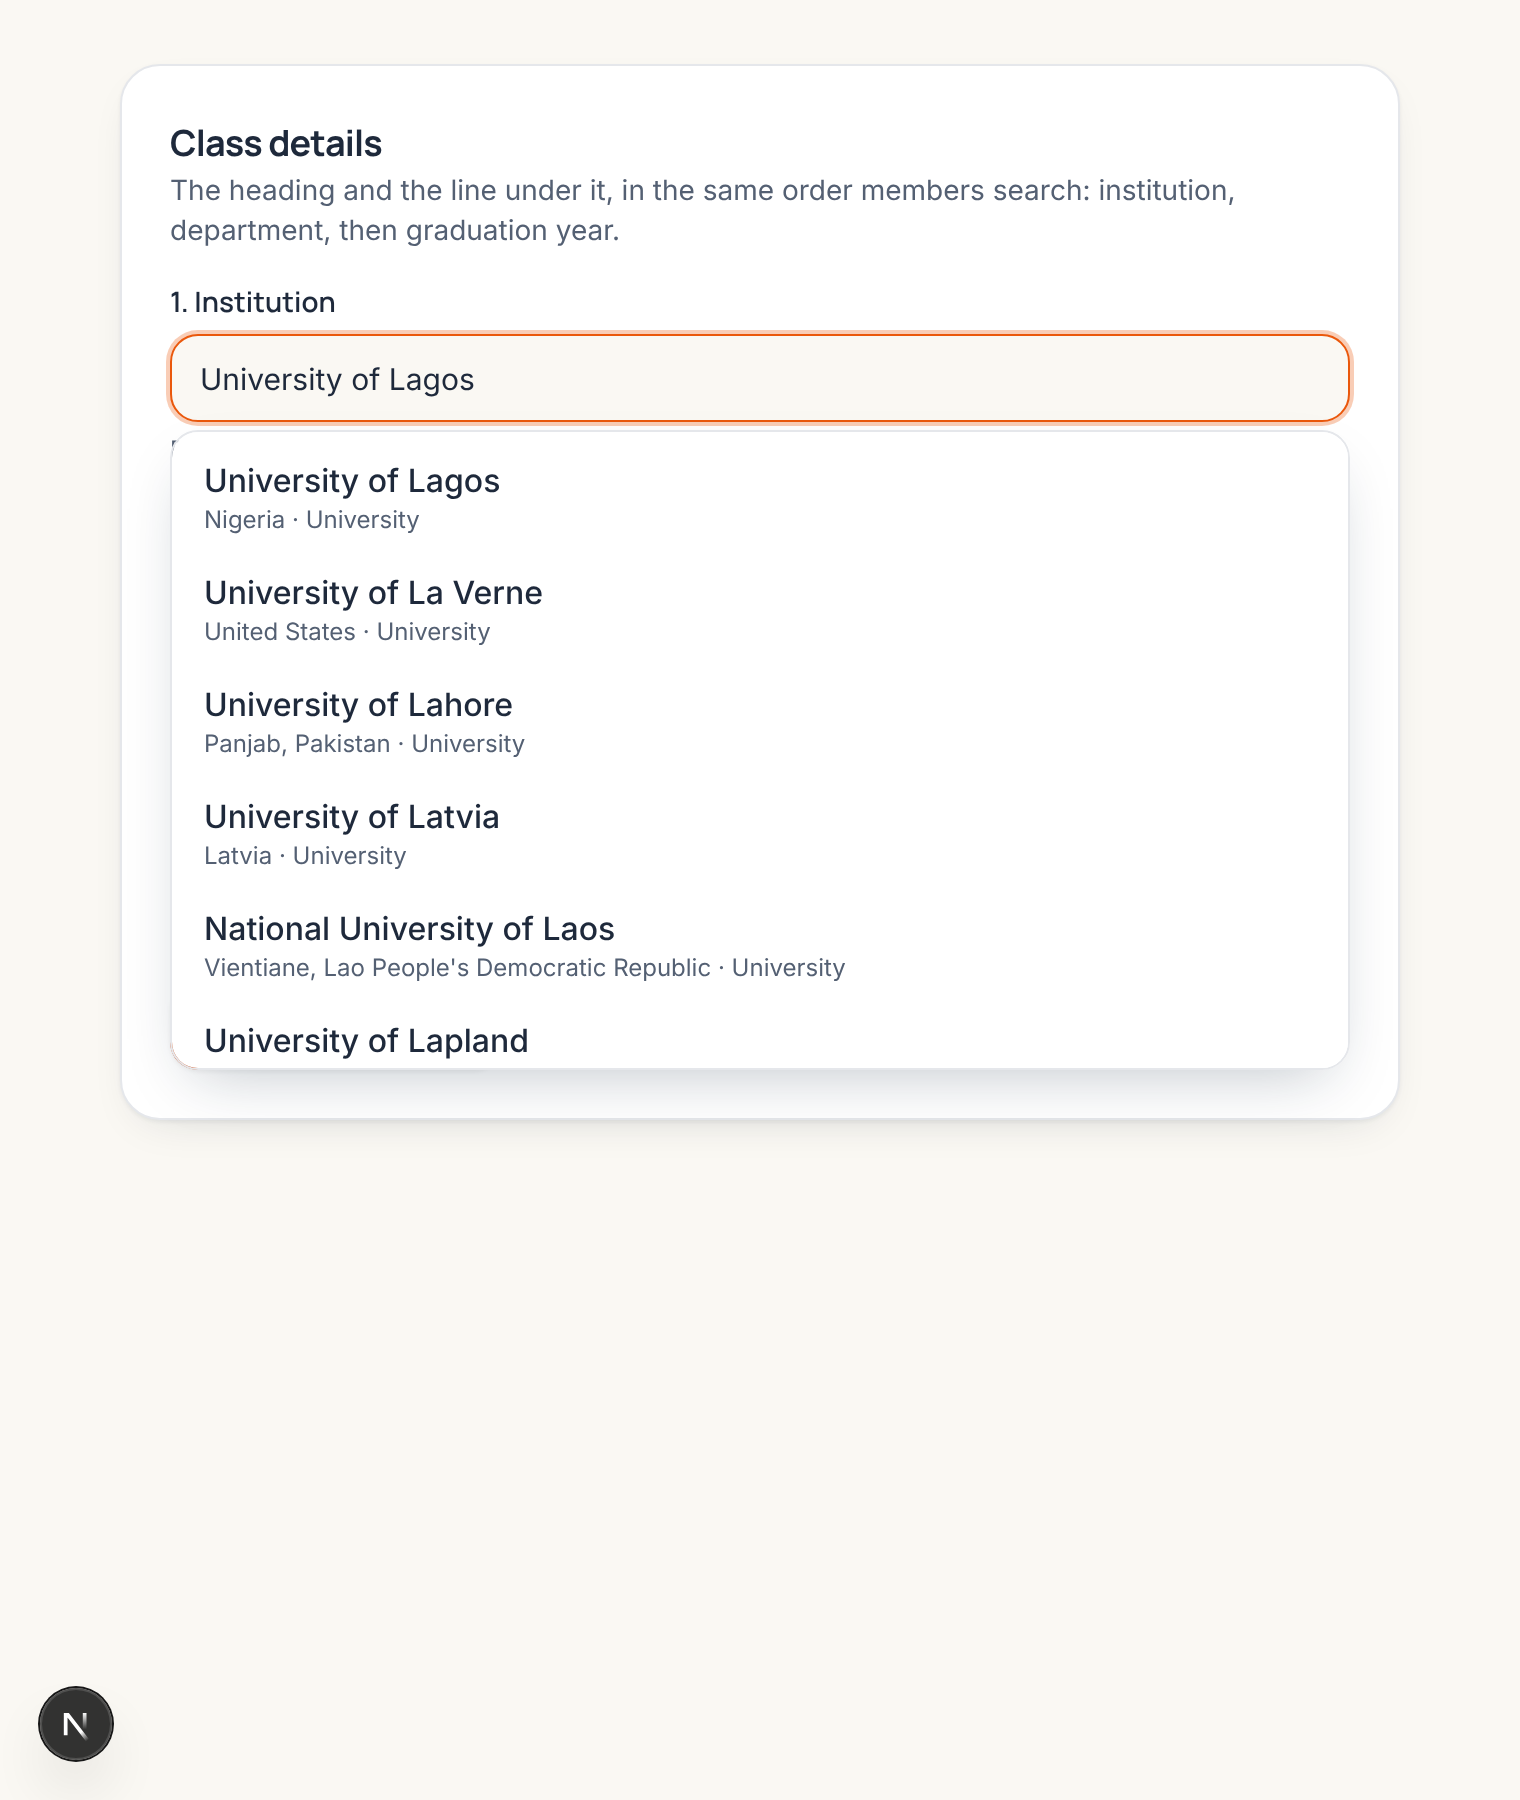 Class details
The heading and the line under it, in the same order members search: institution,
department, then graduation year.
1. Institution
University of Lagos
University of Lagos
Nigeria · University
University of La Verne
United States · University
University of Lahore
Panjab, Pakistan · University
University of Latvia
Latvia · University
National University of Laos
Vientiane, Lao People's Democratic Republic · University
University of Lapland
N